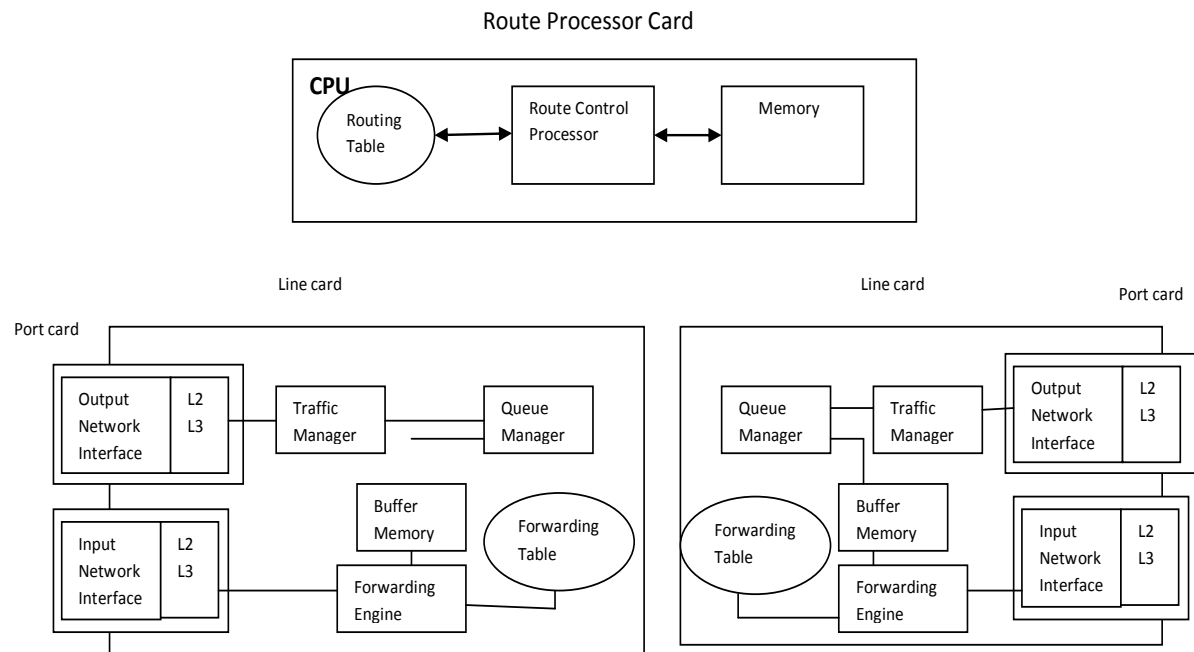 Route Processor Card
CPU
Routing
Table
Route Control
Processor
Memory
Line card
Line card
Port card
Port card
Output
Network
Interface
L2
L3
Traffic
Manager
Queue
Manager
Buffer
Memory
Forwarding
Table
Input
Network
Interface
L2
L3
Forwarding
Engine
Queue
Manager
Traffic
Manager
Output
Network
Interface
L2
L3
Forwarding
Table
Buffer
Memory
Forwarding
Engine
Input
Network
Interface
L2
L3